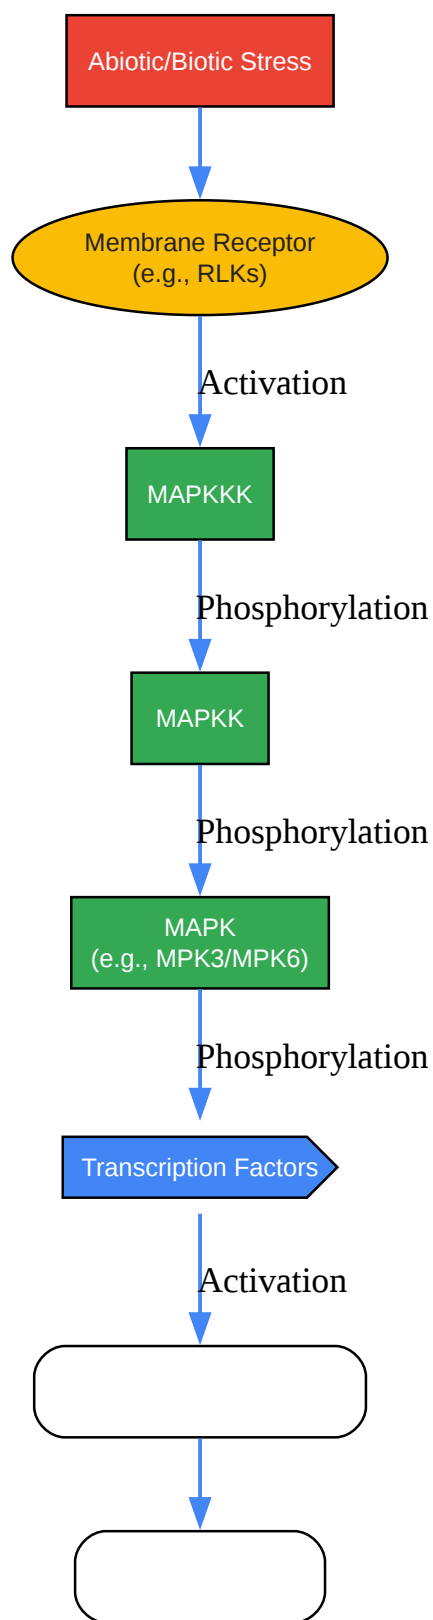 Abiotic/Biotic Stress
Membrane Receptor
(e.g., RLKs)
Activation
MAPKKK
Phosphorylation
MAPKK
Phosphorylation
MAPK
(e.g., MPK3/MPK6)
Phosphorylation
Transcription Factors
Activation